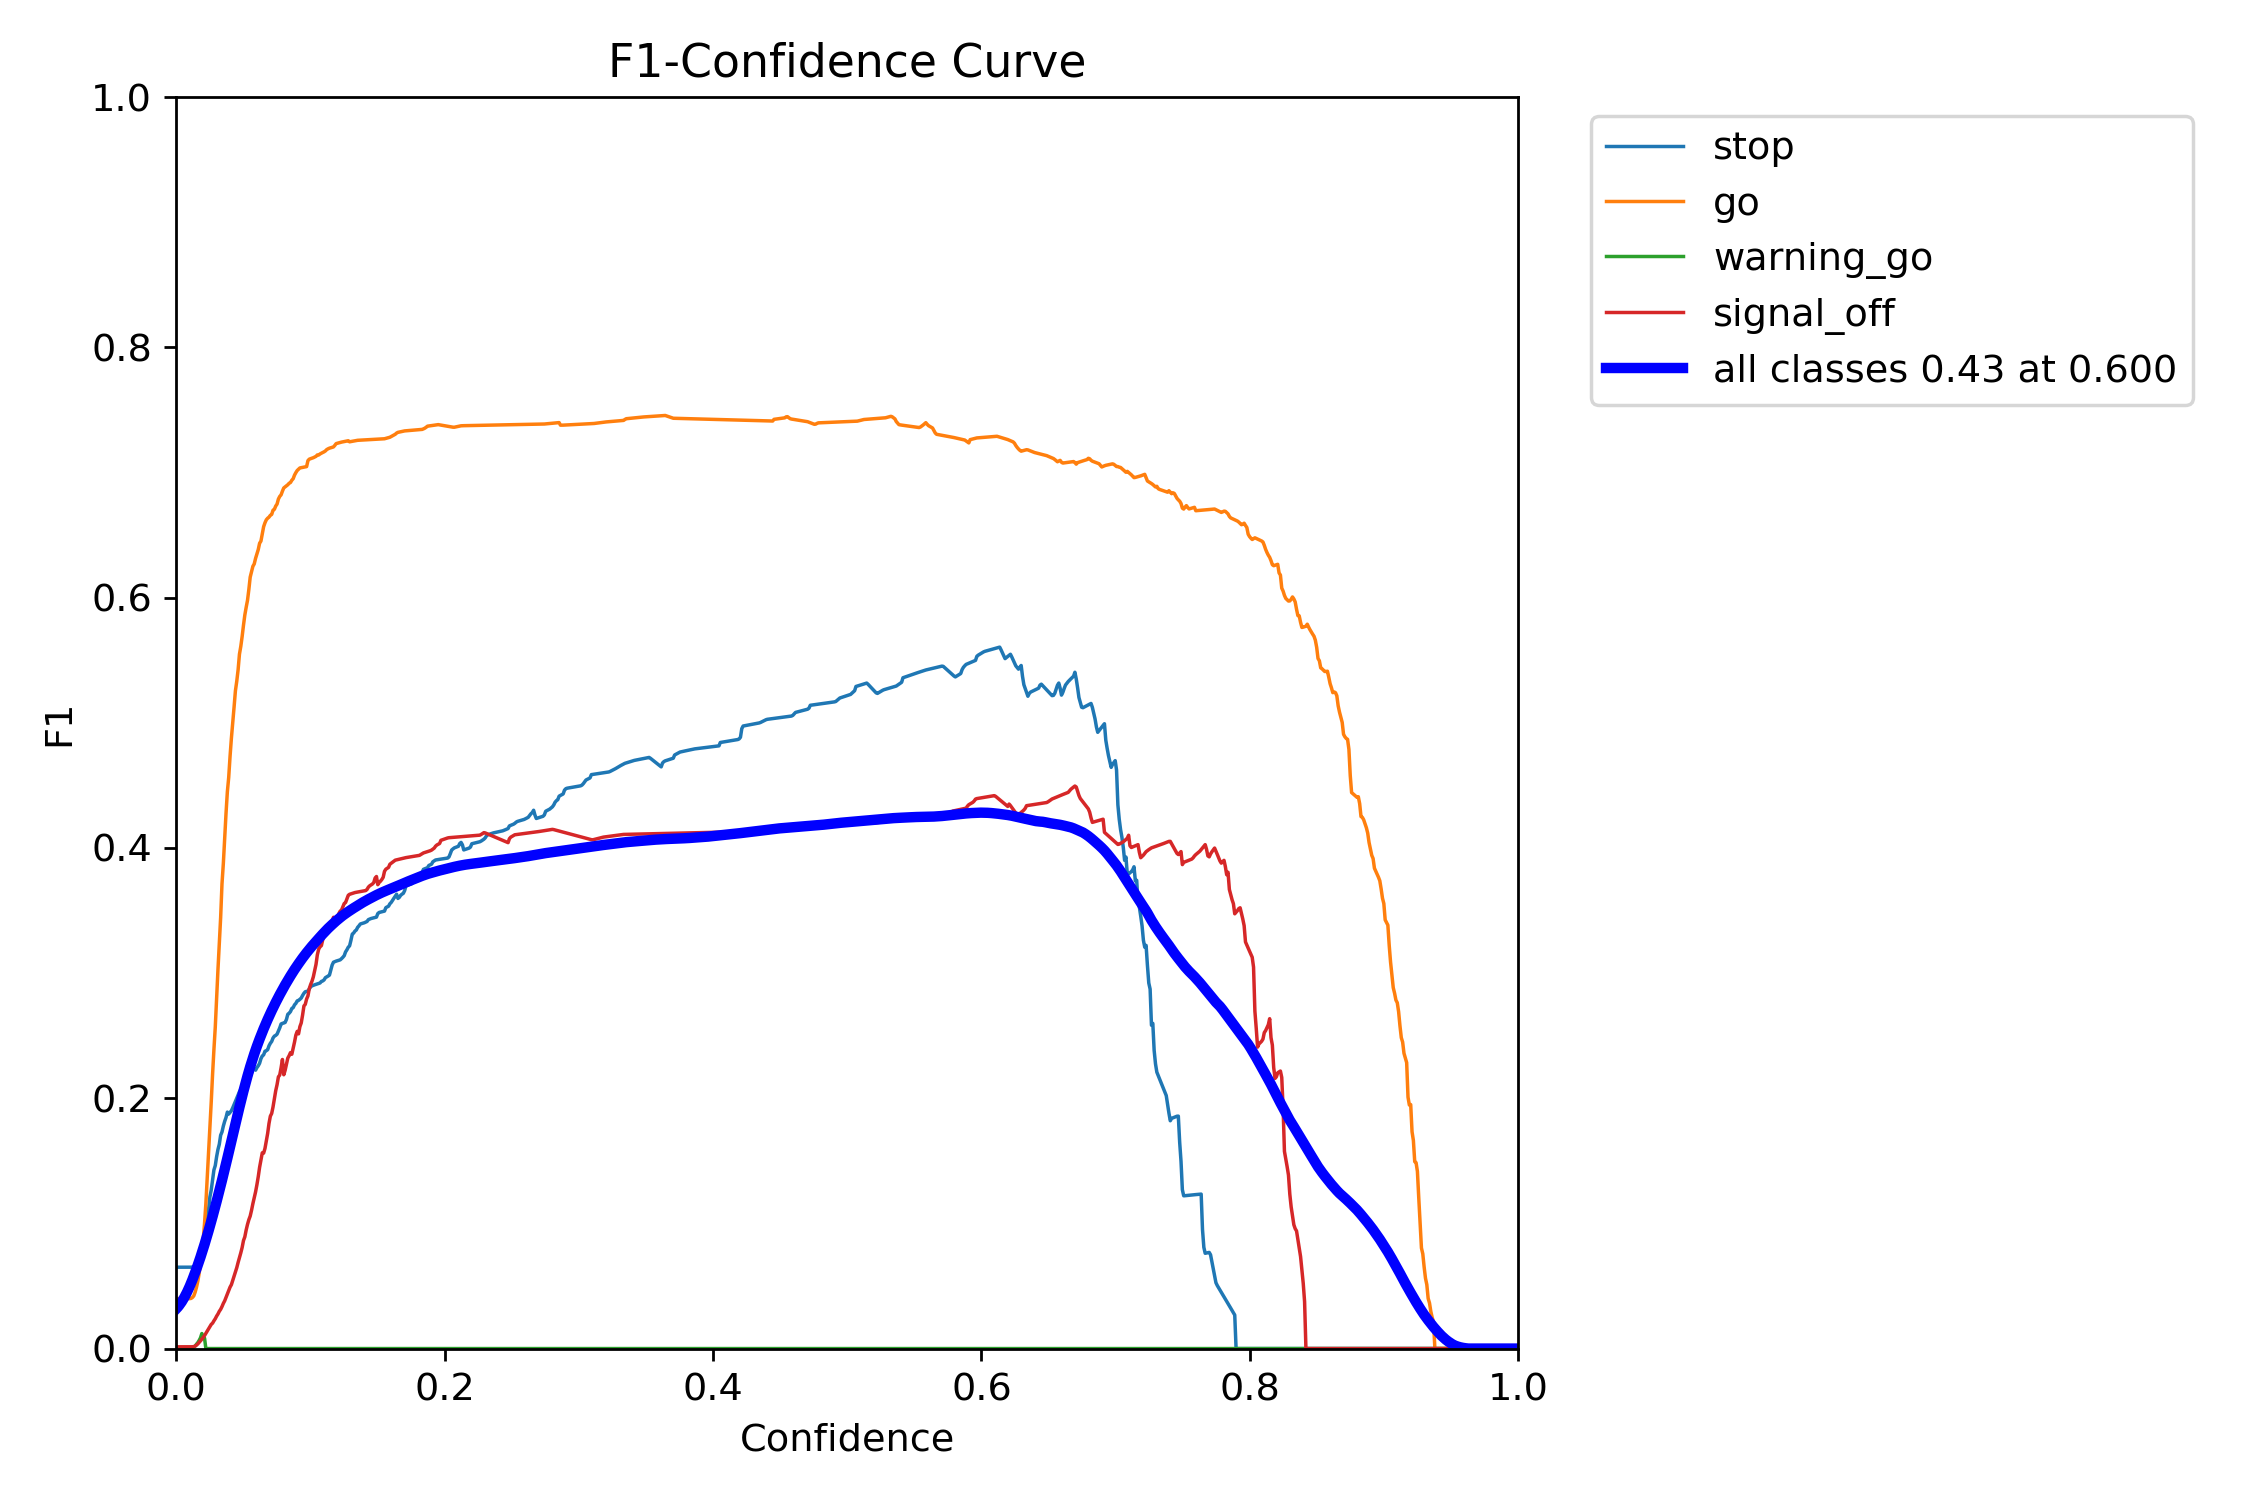 F1-Confidence Curve
1.0
0.8
0.6
0.4
0.2
0.0
F1
0.0 0.2 0.4 0.6 0.8 1.0
Confidence
stop
go
warning_go
signal_off
all classes 0.43 at 0.600